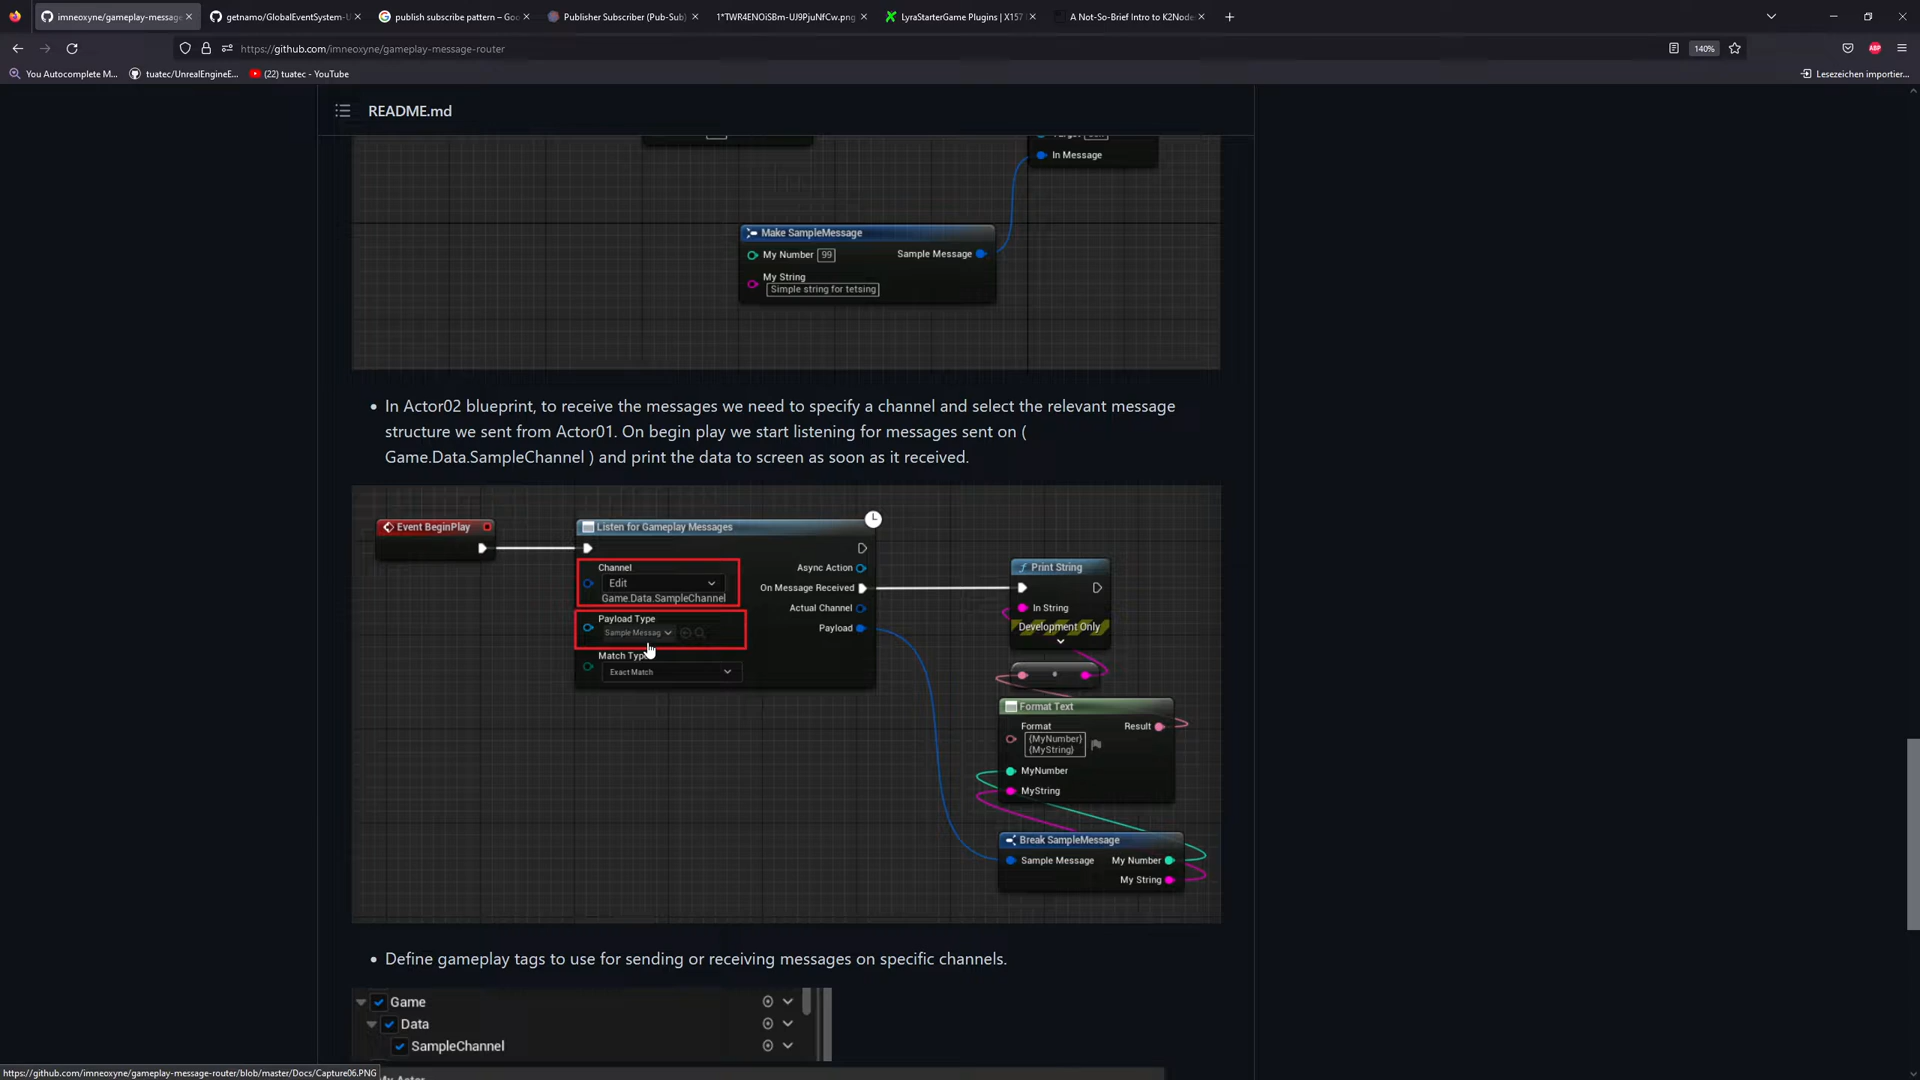 imneoxyne/gameplay-message
getnamo/GlobalEventSystem-U
publish subscribe pattern – Goo
Publisher Subscriber (Pub-Sub)
1*TWR4ENOiSBm-UJ9PjuNfCw.png
LyraStarterGame Plugins | X157
A Not-So-Brief Intro to K2Node
https://github.com/imneoxyne/gameplay-message-router
140%
ABP
You Autocomplete M...
tuatec/UnrealEngineE...
(22) tuatec - YouTube
Lesezeichen importier...
README.md
In Message
Make SampleMessage
My Number 99
Sample Message
My String
Simple string for tetsing
In Actor02 blueprint, to receive the messages we need to specify a channel and select the relevant message
structure we sent from Actor01. On begin play we start listening for messages sent on (
Game.Data.SampleChannel ) and print the data to screen as soon as it received.
Event BeginPlay
Listen for Gameplay Messages
Channel
Edit
Game.Data.SampleChannel
Payload Type
Sample Messag
Match Type
Exact Match
Async Action
On Message Received
Actual Channel
Payload
Print String
In String
Development Only
Format Text
Format
Result
{MyNumber}
{MyString}
MyNumber
MyString
Break SampleMessage
Sample Message
My Number
My String
Define gameplay tags to use for sending or receiving messages on specific channels.
Game
Data
SampleChannel
https://github.com/imneoxyne/gameplay-message-router/blob/master/Docs/Capture06.PNG